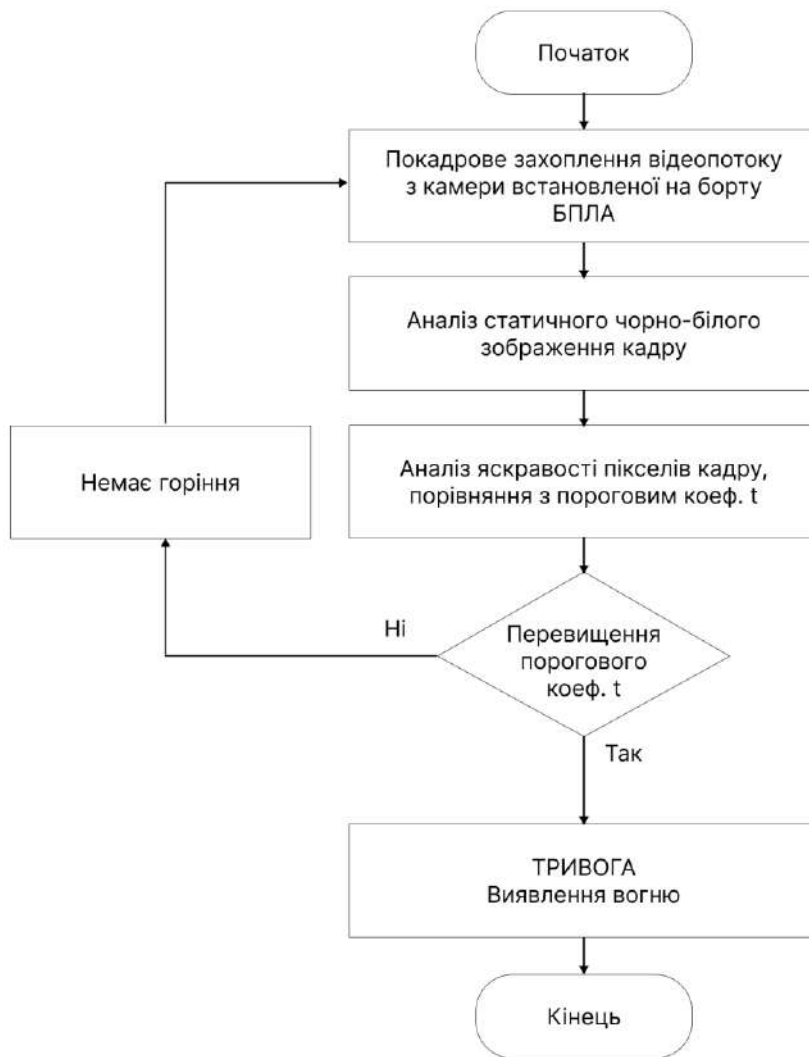 Початок
Покадрове захоплення відеопотоку
з камери встановленої на борту
БПЛА
Аналіз статичного чорно-білого
зображення кадру
Немає горіння
Аналіз яскравості пікселів кадру,
порівняння з пороговим коеф. t
Ні
Перевищення
порогового
коеф. t
Так
ТРИВОГА
Виявлення вогню
Кінець